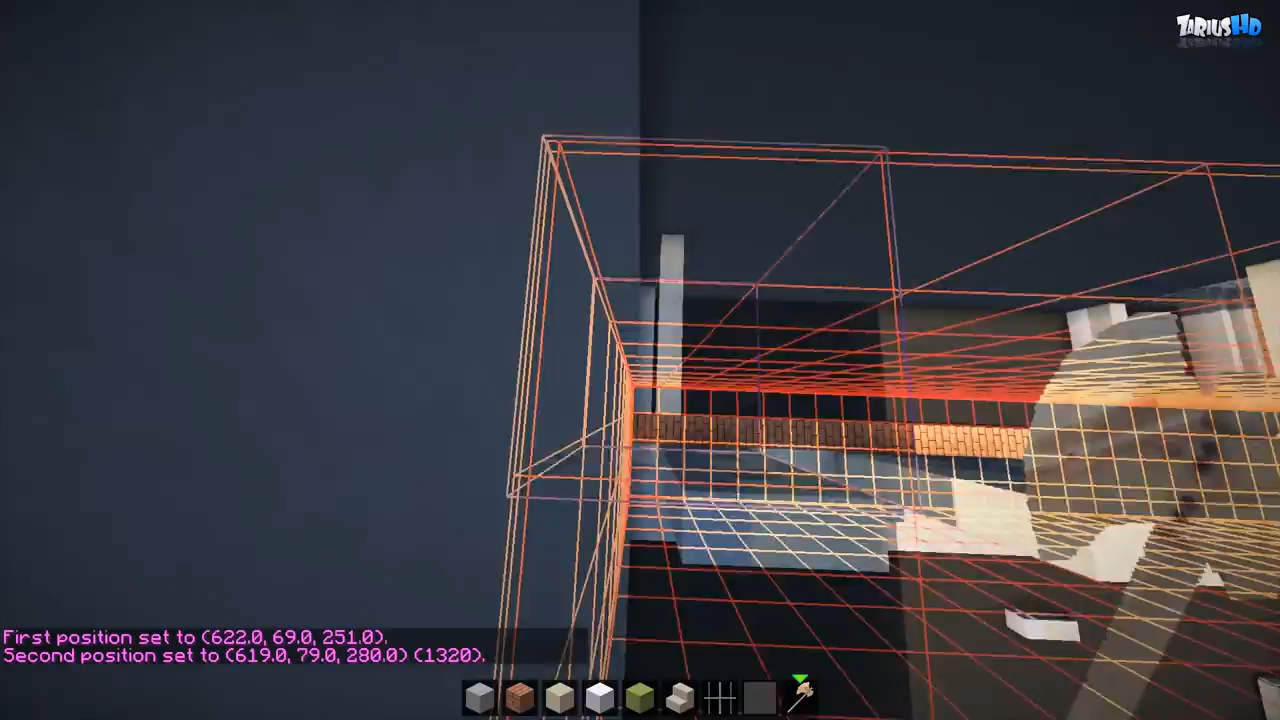 ZARIUSHD
First position set to (622.0, 69.0, 251.0).
Second position set to (619.0, 79.0, 280.0) (1320).